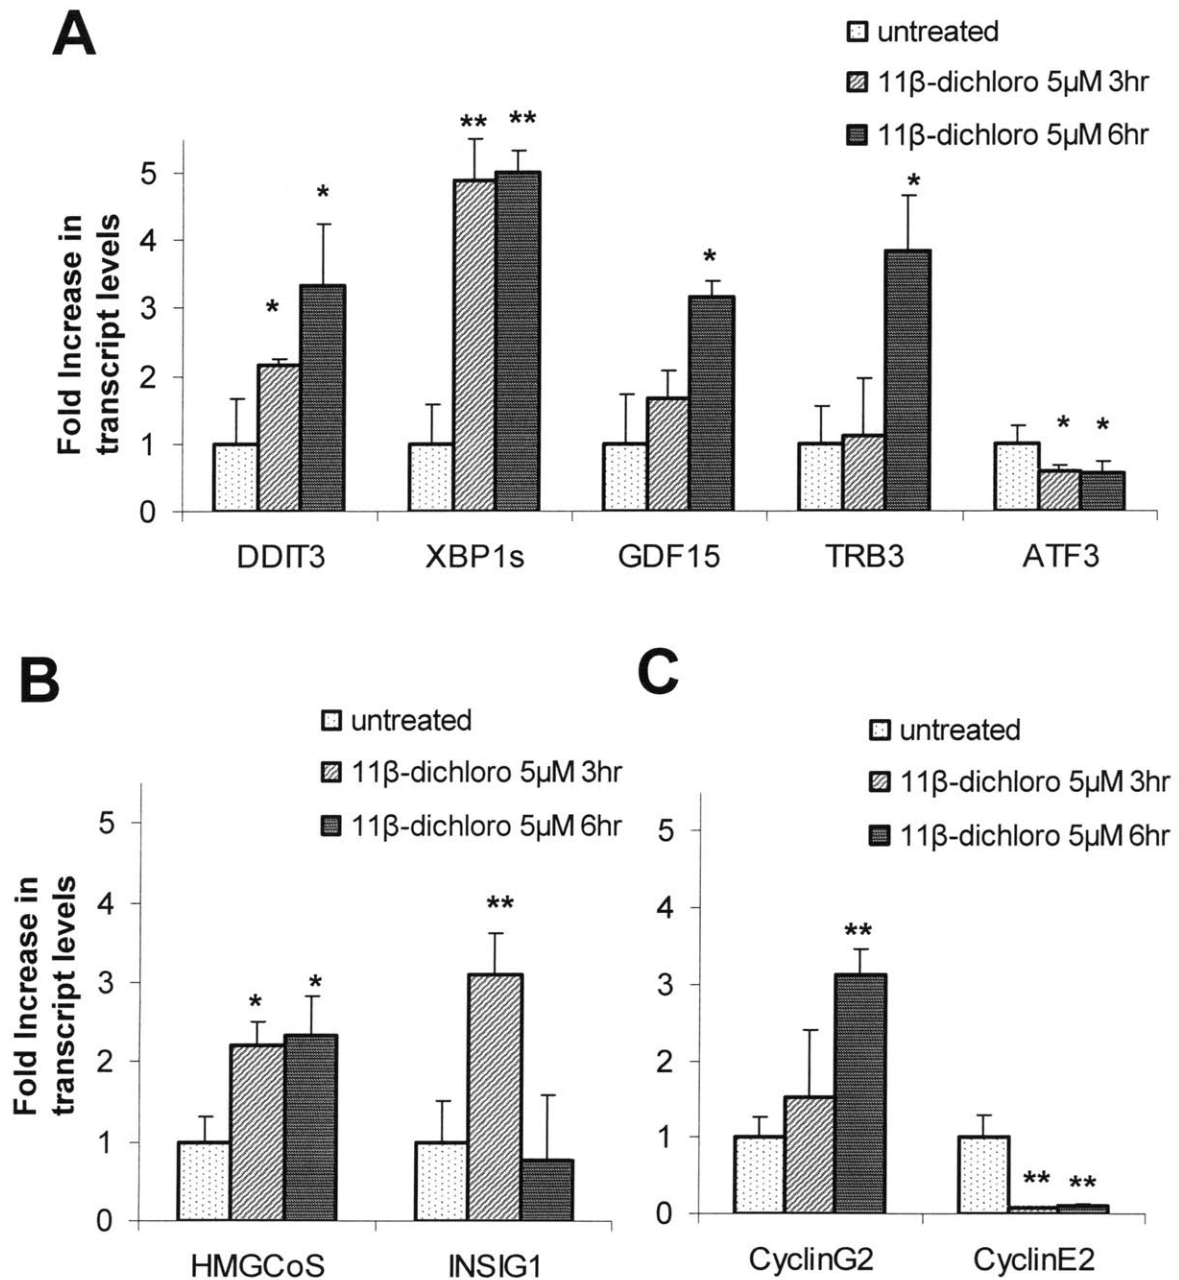 A
untreated
11β-dichloro 5µM 3hr
11β-dichloro 5µM 6hr
Fold Increase in
transcript levels
5
4
3
2
1
0
*
*
**
**
*
*
*
*
DDIT3
XBP1s
GDF15
TRB3
ATF3
B
untreated
11β-dichloro 5µM 3hr
11β-dichloro 5µM 6hr
Fold Increase in
transcript levels
5
4
3
2
1
0
*
*
**
HMGCoS
INSIG1
C
untreated
11β-dichloro 5µM 3hr
11β-dichloro 5µM 6hr
5
4
3
2
1
0
**
**
**
CyclinG2
CyclinE2